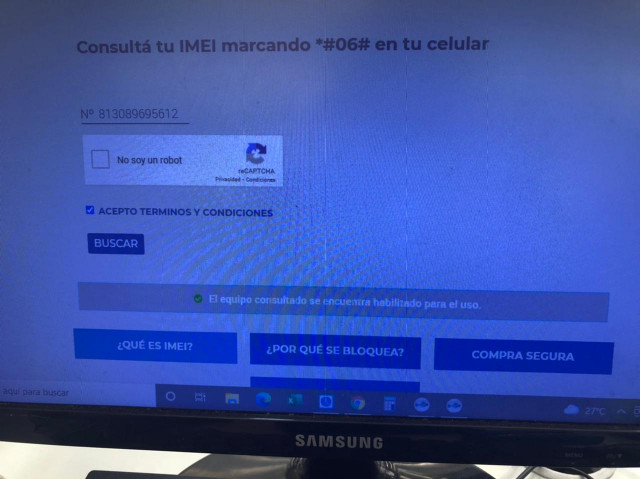 Consultá tu IMEI marcando *#06# en tu celular
Nº 813089695612
No soy un robot
reCAPTCHA
Privacidad - Condiciones
ACEPTO TERMINOS Y CONDICIONES
BUSCAR
El equipo consultado se encuentra habilitado para el uso.
¿QUÉ ES IMEI?
¿POR QUÉ SE BLOQUEA?
COMPRA SEGURA
aquí para buscar
27°C
SAMSUNG